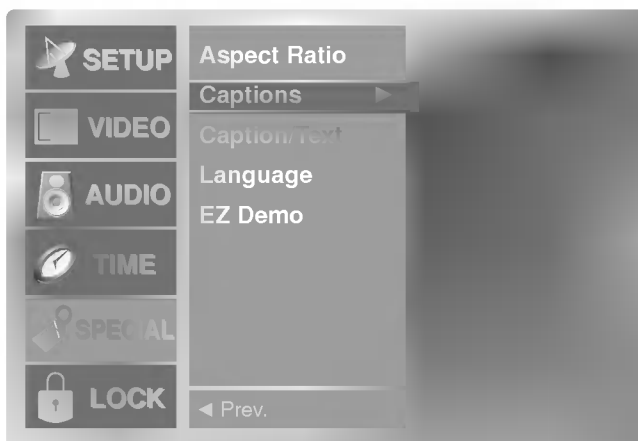 SETUP
VIDEO
AUDIO
TIME
SPECIAL
LOCK
Aspect Ratio
Captions ▶
Caption/Text
Language
EZ Demo
◀ Prev.